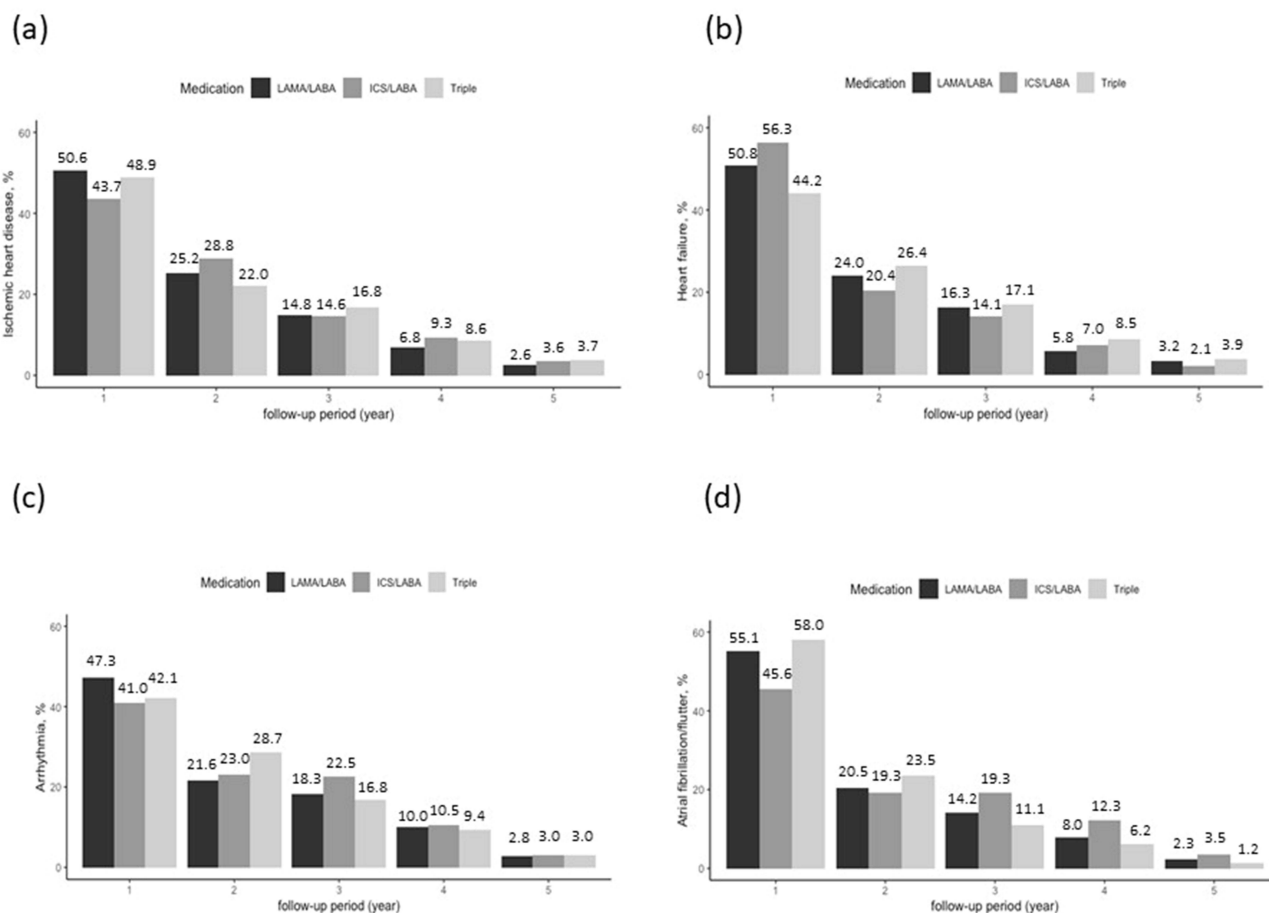 (a)
Medication LAMA/LABA ICS/LABA Triple
Ischemic heart disease, %
60
40
20
0
50.6 43.7 48.9
25.2 28.8 22.0
14.8 14.6 16.8
6.8 9.3 8.6
2.6 3.6 3.7
1 2 3 4 5
follow-up period (year)
(b)
Medication LAMA/LABA ICS/LABA Triple
Heart failure, %
60
40
20
0
50.8 56.3 44.2
24.0 20.4 26.4
16.3 14.1 17.1
5.8 7.0 8.5
3.2 2.1 3.9
1 2 3 4 5
follow-up period (year)
(c)
Medication LAMA/LABA ICS/LABA Triple
Arrhythmia, %
60
40
20
0
47.3 41.0 42.1
21.6 23.0 28.7
18.3 22.5 16.8
10.0 10.5 9.4
2.8 3.0 3.0
1 2 3 4 5
follow-up period (year)
(d)
Medication LAMA/LABA ICS/LABA Triple
Atrial fibrillation/flutter, %
60
40
20
0
55.1 45.6 58.0
20.5 19.3 23.5
14.2 19.3 11.1
8.0 12.3 6.2
2.3 3.5 1.2
1 2 3 4 5
follow-up period (year)